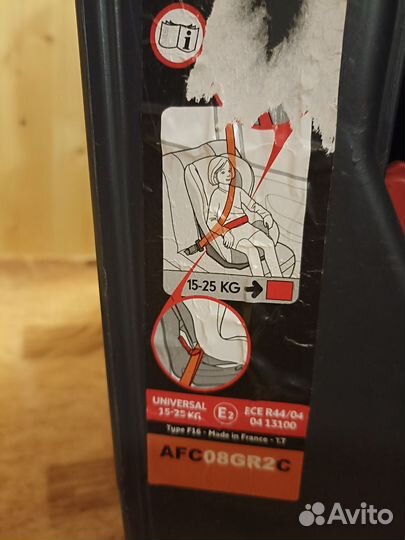 i
15-25 KG
UNIVERSAL
15-25 KG
E2
ECE R44/04
04 13100
Type F16 - Made in France - 1.T
AFC08GR2C
Avito